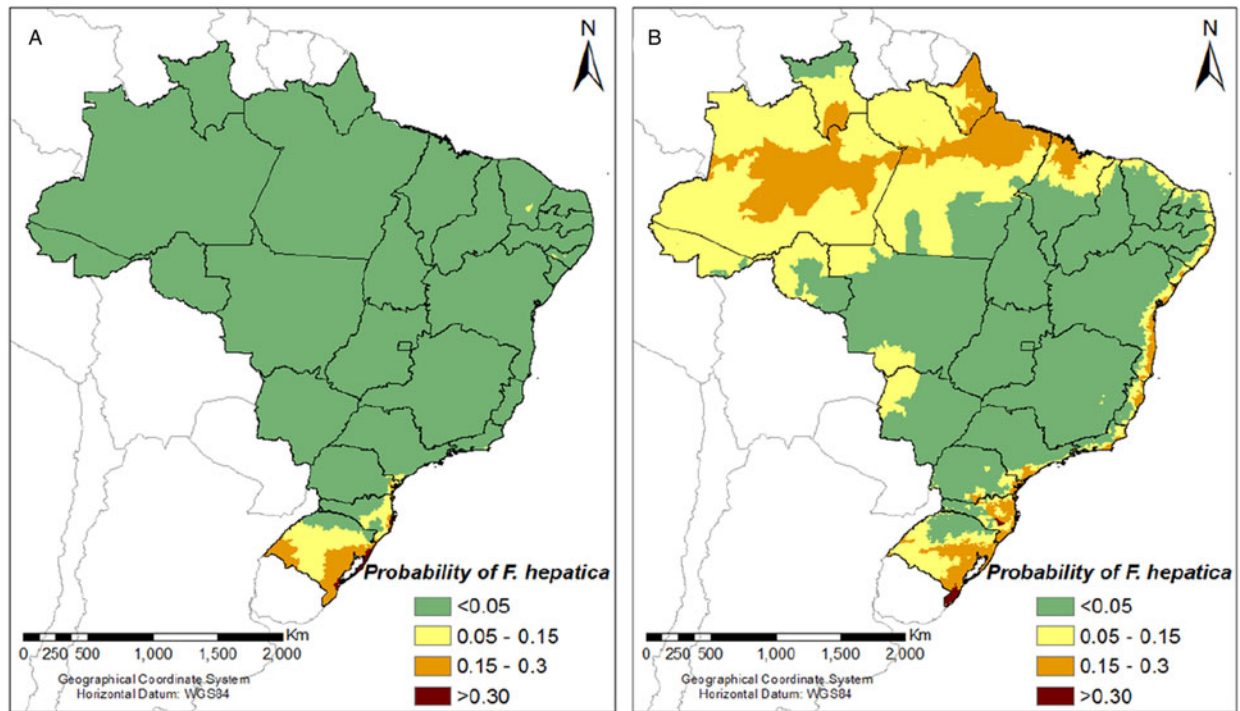 A
N
Probability of F. hepatica
<0.05
0.05 - 0.15
0.15 - 0.3
>0.30
Km
0 250 500 1,000 1,500 2,000
Geographical Coordinate System
Horizontal Datum: WGS84
B
N
Probability of F. hepatica
<0.05
0.05 - 0.15
0.15 - 0.3
>0.30
Km
0 250 500 1,000 1,500 2,000
Geographical Coordinate System
Horizontal Datum: WGS84